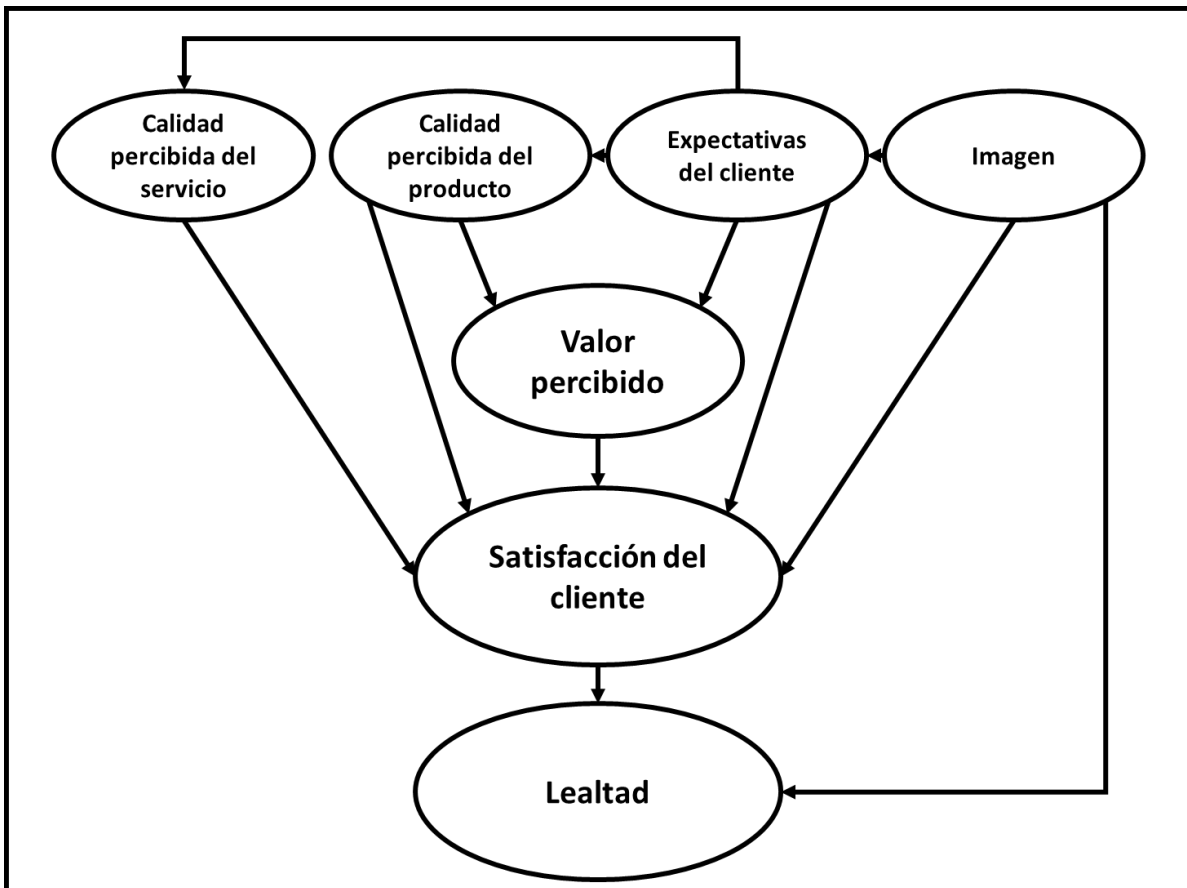 Calidad
percibida del
servicio
Calidad
percibida del
producto
Expectativas
del cliente
Imagen
Valor
percibido
Satisfacción del
cliente
Lealtad